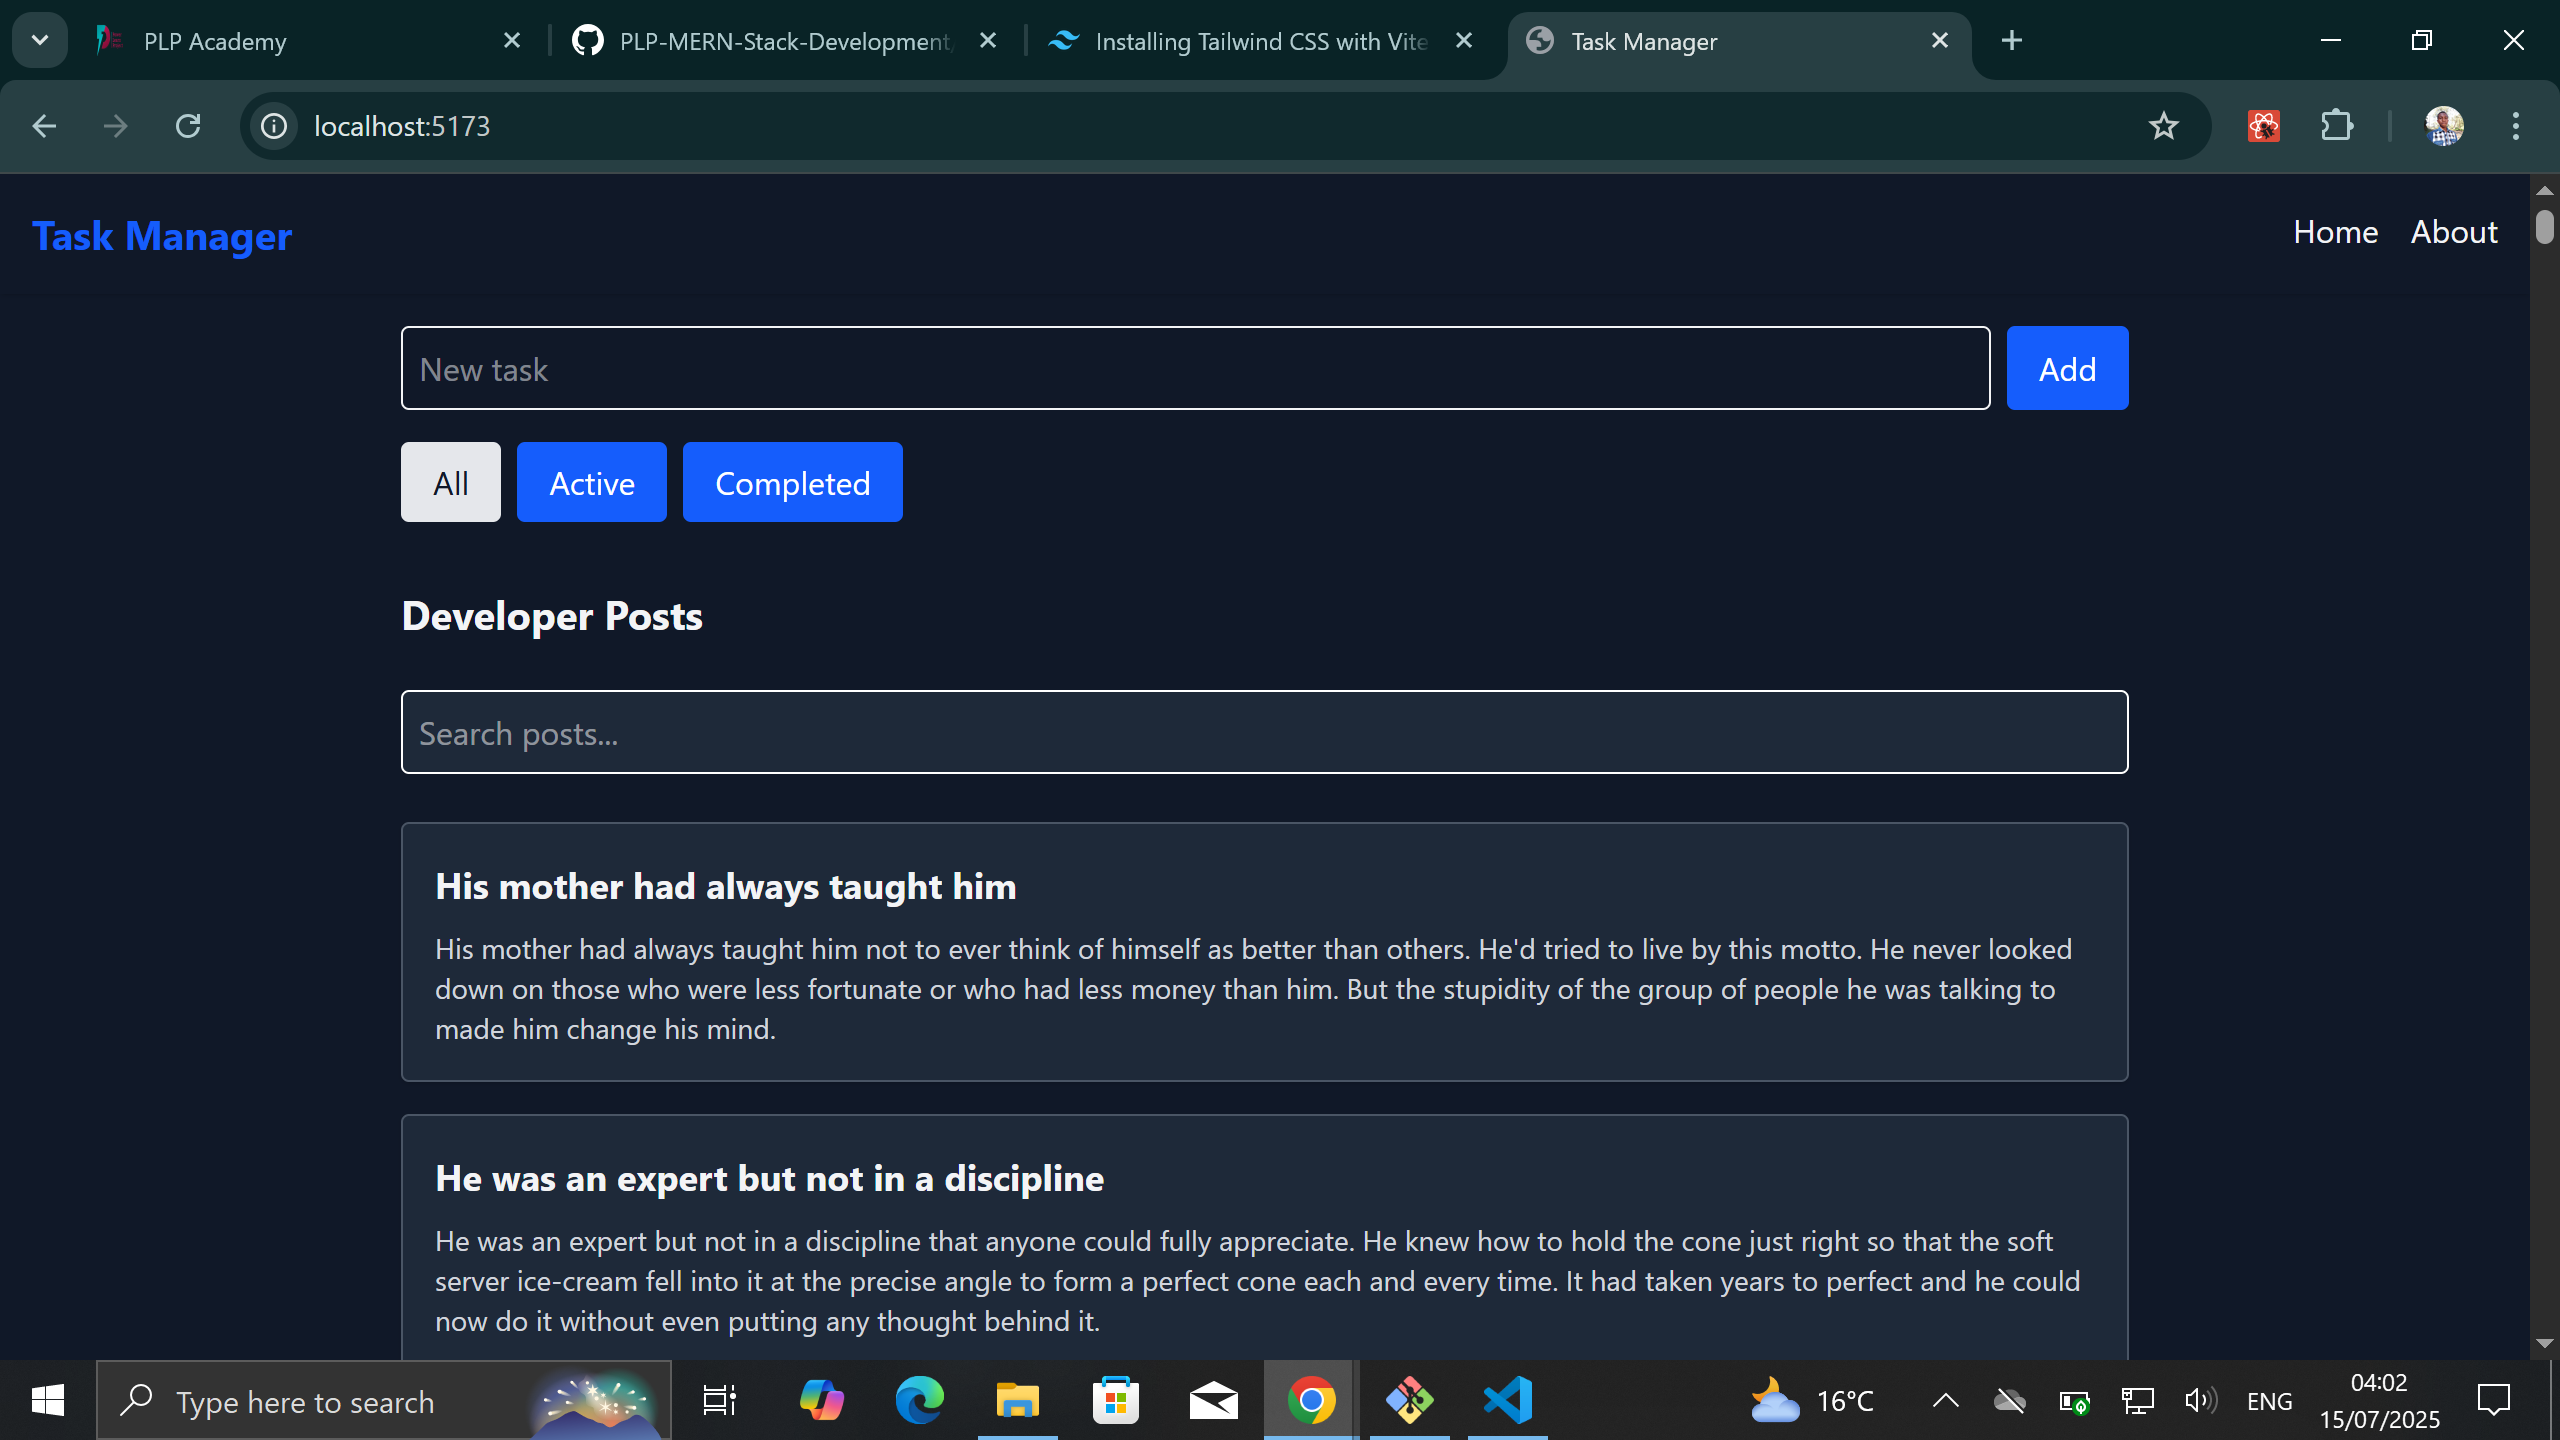 PLP Academy
PLP-MERN-Stack-Development
Installing Tailwind CSS with Vite
Task Manager
localhost:5173
Task Manager
Home
About
New task
Add
All
Active
Completed
Developer Posts
Search posts...
His mother had always taught him
His mother had always taught him not to ever think of himself as better than others. He'd tried to live by this motto. He never looked
down on those who were less fortunate or who had less money than him. But the stupidity of the group of people he was talking to
made him change his mind.
He was an expert but not in a discipline
He was an expert but not in a discipline that anyone could fully appreciate. He knew how to hold the cone just right so that the soft
server ice-cream fell into it at the precise angle to form a perfect cone each and every time. It had taken years to perfect and he could
now do it without even putting any thought behind it.
Type here to search
16°C
ENG
04:02
15/07/2025